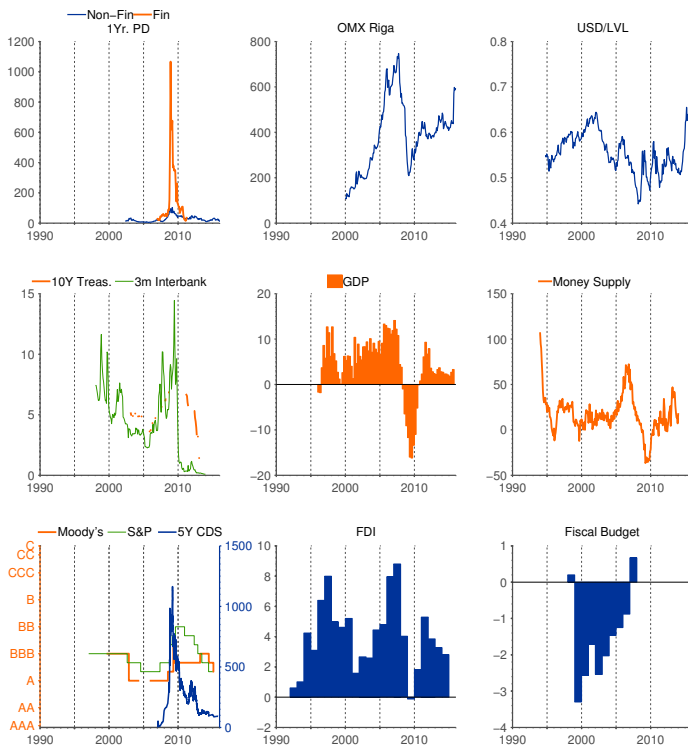 Non-Fin Fin
1Yr. PD
1200
1000
800
600
400
200
0
1990 2000 2010
OMX Riga
800
600
400
200
0
1990 2000 2010
USD/LVL
0.8
0.7
0.6
0.5
0.4
1990 2000 2010
10Y Treas. 3m Interbank
15
10
5
0
1990 2000 2010
GDP
20
10
0
−10
−20
1990 2000 2010
Money Supply
150
100
50
0
−50
1990 2000 2010
Moody's S&P 5Y CDS
C
CC
CCC
B
BB
BBB
A
AA
AAA
1500
1000
500
0
1990 2000 2010
FDI
10
8
6
4
2
0
−2
1990 2000 2010
Fiscal Budget
1
0
−1
−2
−3
−4
1990 2000 2010